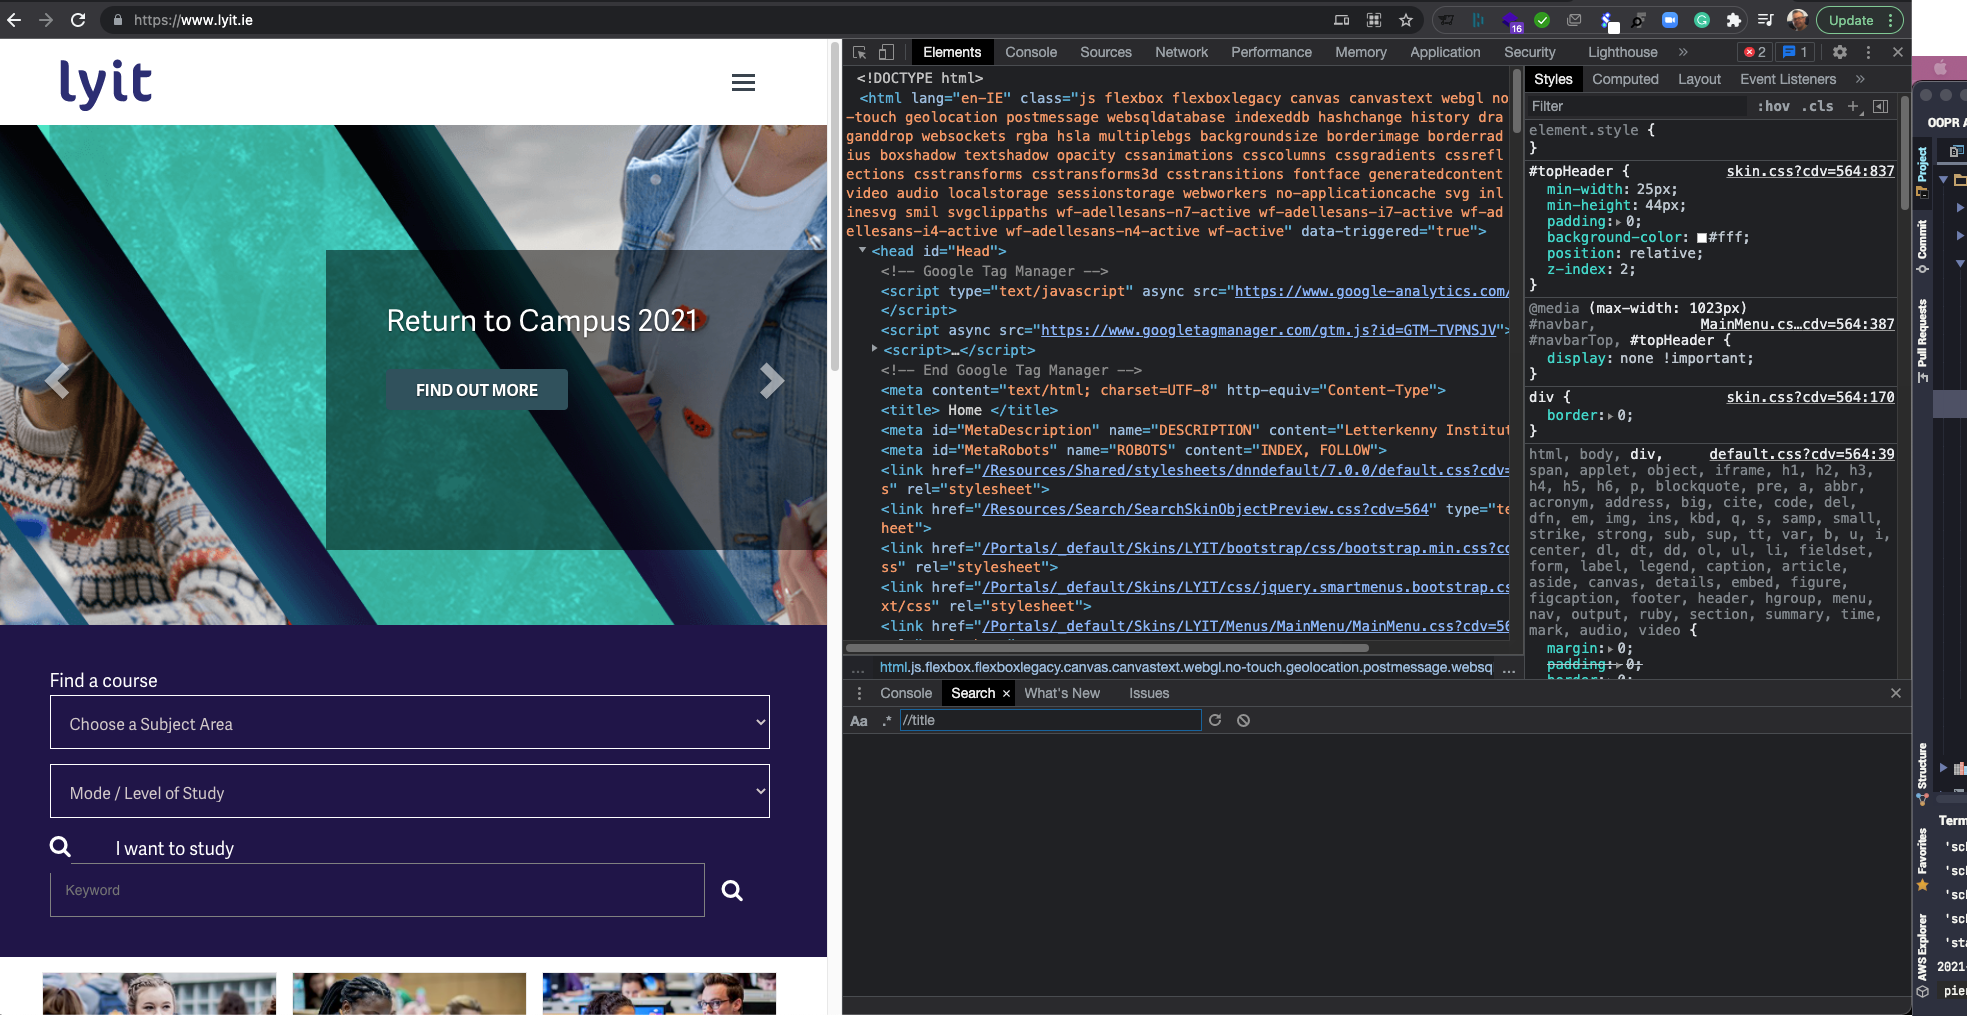 https://www.lyit.ie
16
Update
lyit
Return to Campus 2021
FIND OUT MORE
Find a course
Choose a Subject Area
Mode / Level of Study
I want to study
Keyword
Elements Console Sources Network Performance Memory Application Security Lighthouse » 2 1
<!DOCTYPE html>
<html lang="en-IE" class="js flexbox flexboxlegacy canvas canvastext webgl no
-touch geolocation postmessage websqldatabase indexeddb hashchange history dra
ganddrop websockets rgba hsla multiplebgs backgroundsize borderimage borderrad
ius boxshadow textshadow opacity cssanimations csscolumns cssgradients cssrefl
ections csstransforms csstransforms3d csstransitions fontface generatedcontent
video audio localstorage sessionstorage webworkers no-applicationcache svg inl
inesvg smil svgclippaths wf-adellesans-n7-active wf-adellesans-i7-active wf-ad
ellesans-i4-active wf-adellesans-n4-active wf-active" data-triggered="true">
<head id="Head">
<!-- Google Tag Manager -->
<script type="text/javascript" async src="https://www.google-analytics.com/
</script>
<script async src="https://www.googletagmanager.com/gtm.js?id=GTM-TVPNSJV">
<script>…</script>
<!-- End Google Tag Manager -->
<meta content="text/html; charset=UTF-8" http-equiv="Content-Type">
<title> Home </title>
<meta id="MetaDescription" name="DESCRIPTION" content="Letterkenny Institut
<meta id="MetaRobots" name="ROBOTS" content="INDEX, FOLLOW">
<link href="/Resources/Shared/stylesheets/dnndefault/7.0.0/default.css?cdv=
s" rel="stylesheet">
<link href="/Resources/Search/SearchSkinObjectPreview.css?cdv=564" type="te
heet">
<link href="/Portals/_default/Skins/LYIT/bootstrap/css/bootstrap.min.css?cd
ss" rel="stylesheet">
<link href="/Portals/_default/Skins/LYIT/css/jquery.smartmenus.bootstrap.cs
xt/css" rel="stylesheet">
<link href="/Portals/_default/Skins/LYIT/Menus/MainMenu/MainMenu.css?cdv=56
... html.js.flexbox.flexboxlegacy.canvas.canvastext.webgl.no-touch.geolocation.postmessage.websq ...
Styles Computed Layout Event Listeners »
Filter :hov .cls +
element.style {
}
#topHeader { skin.css?cdv=564:837
min-width: 25px;
min-height: 44px;
padding: 0;
background-color: #fff;
position: relative;
z-index: 2;
}
@media (max-width: 1023px)
#navbar, MainMenu.cs…cdv=564:387
#navbarTop, #topHeader {
display: none !important;
}
div { skin.css?cdv=564:170
border: 0;
}
html, body, div, default.css?cdv=564:39
span, applet, object, iframe, h1, h2, h3,
h4, h5, h6, p, blockquote, pre, a, abbr,
acronym, address, big, cite, code, del,
dfn, em, img, ins, kbd, q, s, samp, small,
strike, strong, sub, sup, tt, var, b, u, i,
center, dl, dt, dd, ol, ul, li, fieldset,
form, label, legend, caption, article,
aside, canvas, details, embed, figure,
figcaption, footer, header, hgroup, menu,
nav, output, ruby, section, summary, time,
mark, audio, video {
margin: 0;
padding: 0;
border: 0;
Console Search × What's New Issues
Aa .* //title
OOPR A
Project
Commit
Pull Requests
Structure
Favorites
AWS Explorer
Term
'scl
'scl
'scl
'scl
'sta
2021-
pier